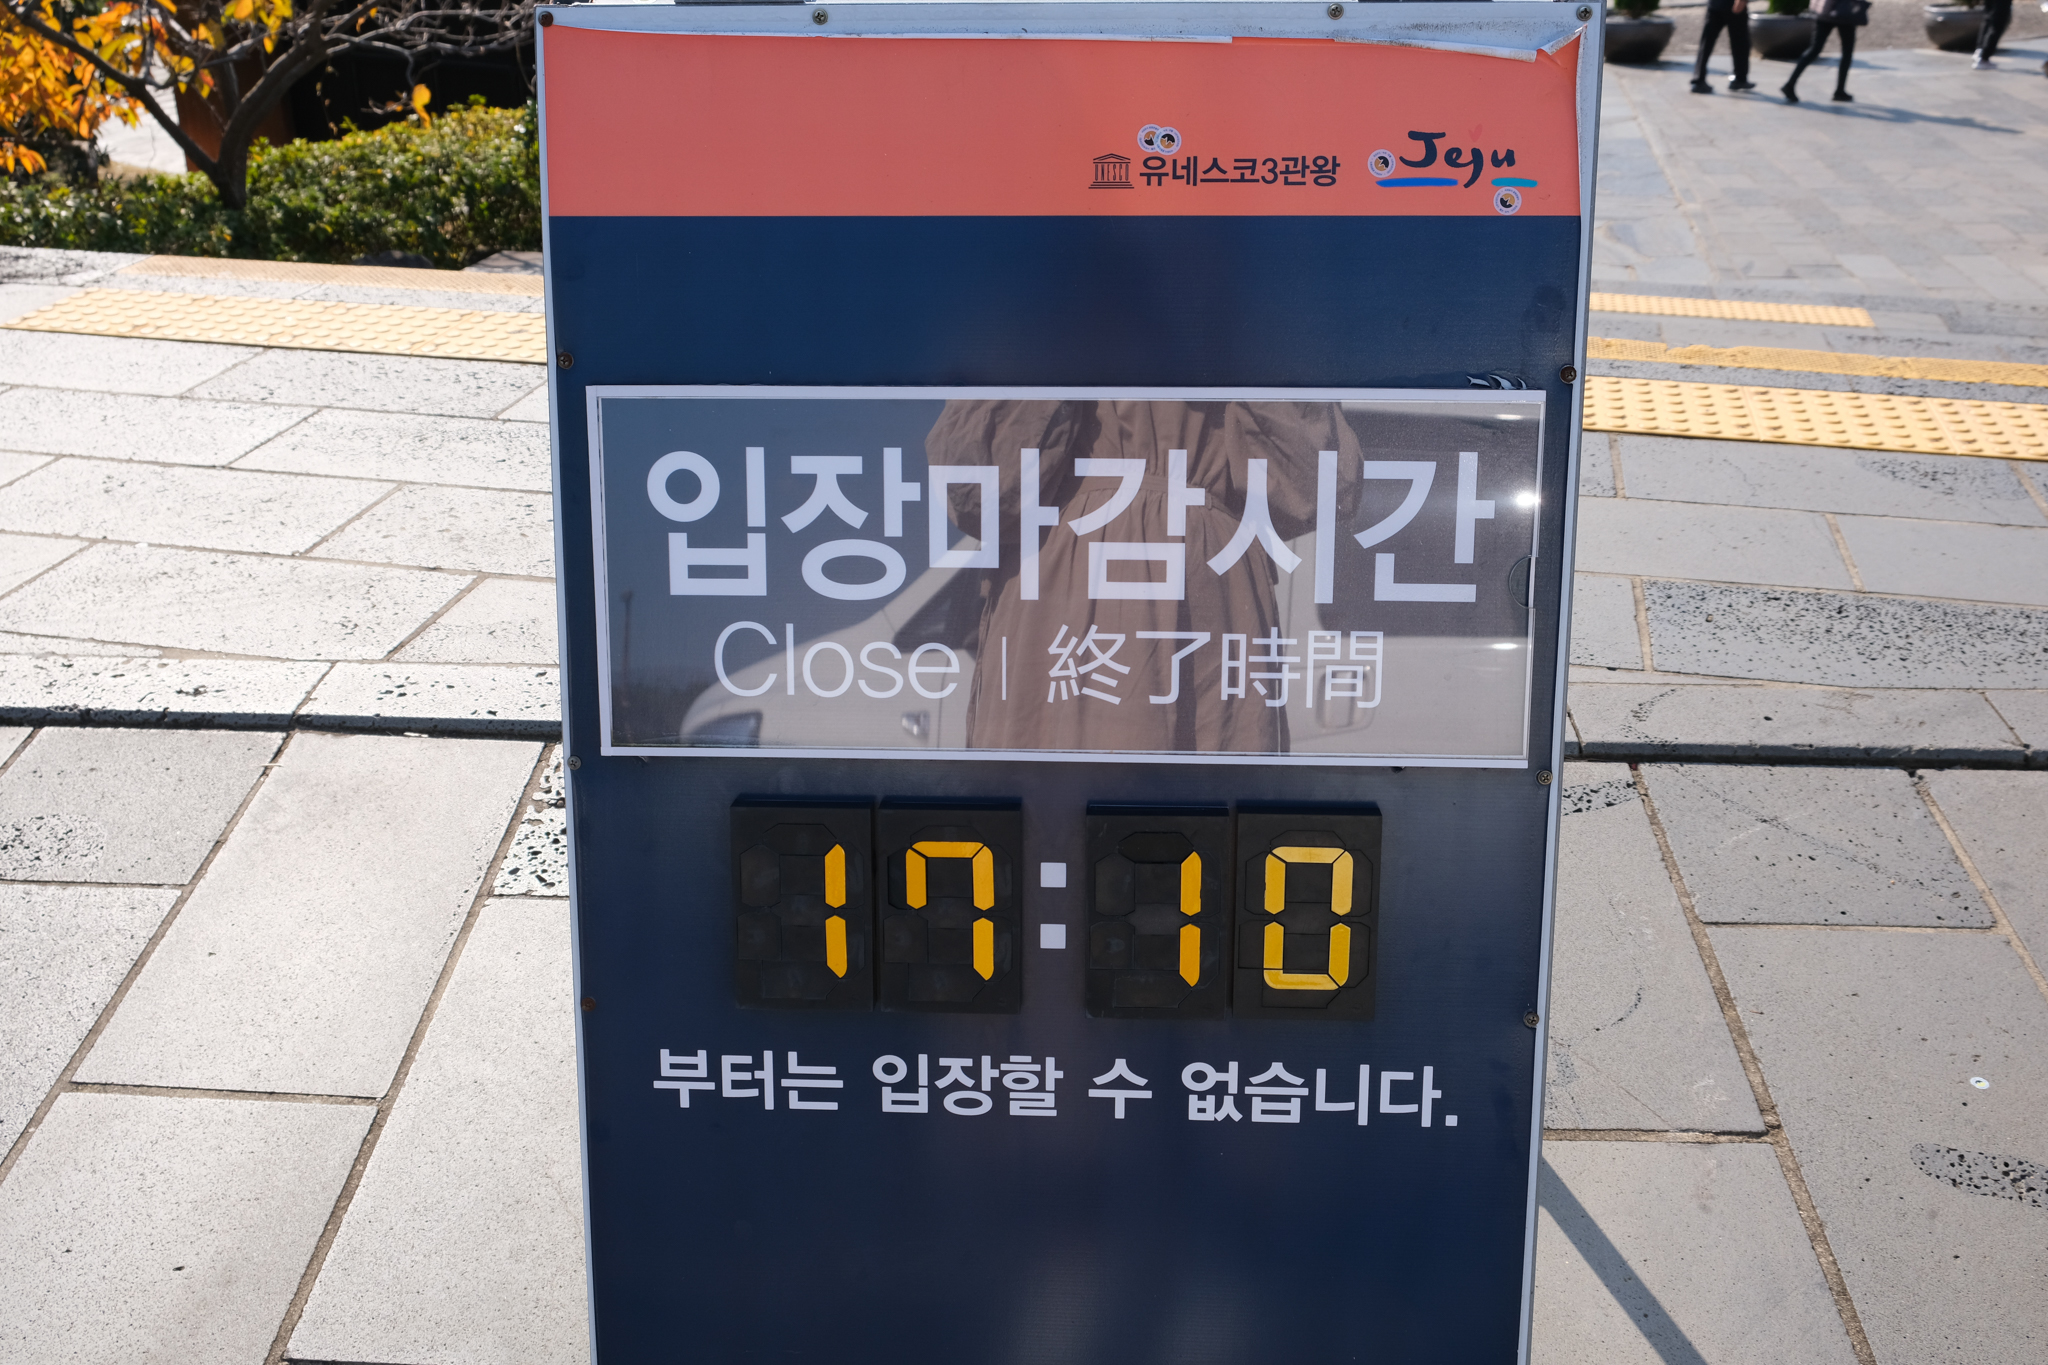 UNESCO 유네스코3관왕 Jeju
입장마감시간
Close | 終了時間
17:10
부터는 입장할 수 없습니다.